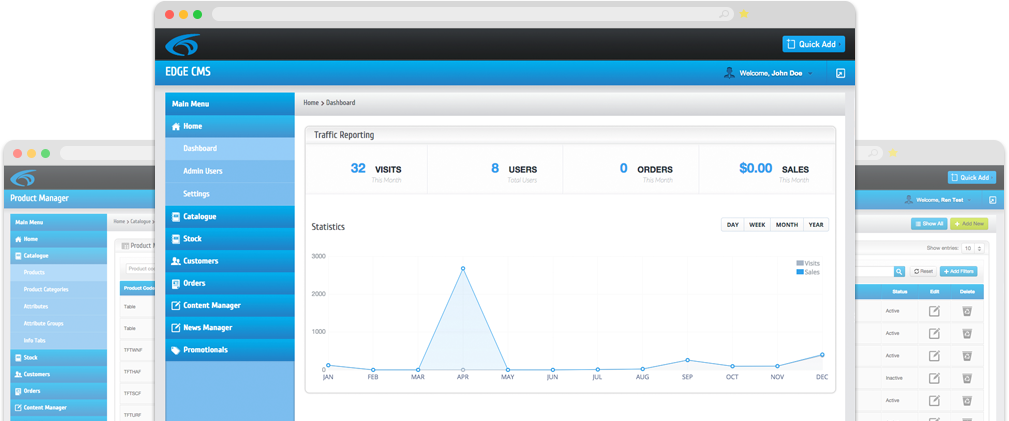 Quick Add
EDGE CMS
Welcome, John Doe
Main Menu
Home
Dashboard
Admin Users
Settings
Catalogue
Stock
Customers
Orders
Content Manager
News Manager
Promotionals
Home > Dashboard
Traffic Reporting
32 VISITS
This Month
8 USERS
Total Users
0 ORDERS
This Month
$0.00 SALES
This Month
Statistics
DAY WEEK MONTH YEAR
Visits
Sales
3000
2000
1000
0
JAN FEB MAR APR MAY JUN JUL AUG SEP OCT NOV DEC
Product Manager
Main Menu
Home
Catalogue
Products
Product Categories
Attributes
Attribute Groups
Info Tabs
Stock
Customers
Orders
Content Manager
Home > Catalogue >
Product
Product
Product Code
Table
Table
TFTWNF
TFTHAF
TFTSCF
TFTURF
Quick Add
Welcome, Ren Test
Show All
Add New
Show entries: 10
Reset
Add Filters
Status Edit Delete
Active
Active
Active
Inactive
Active